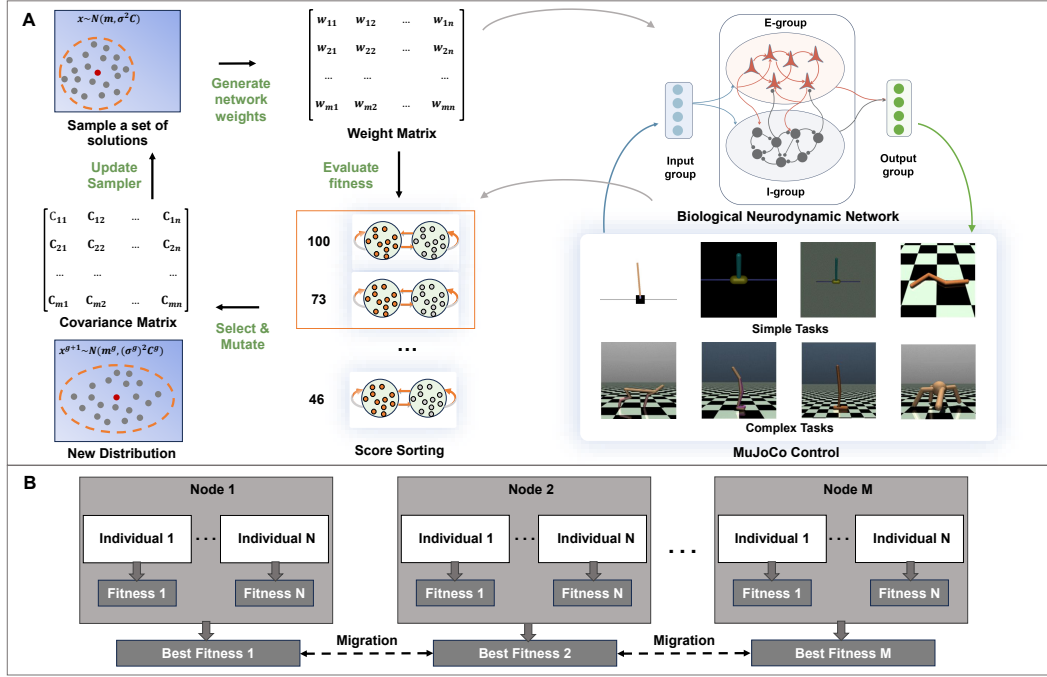 A
x~N(m, σ²C)
Sample a set of
solutions
Update
Sampler
C₁₁ C₁₂ ... C₁ₙ
C₂₁ C₂₂ ... C₂ₙ
... ... ...
Cₘ₁ Cₘ₂ ... Cₘₙ
Covariance Matrix
xᵍ⁺¹~N(mᵍ, (σᵍ)²Cᵍ)
New Distribution
Generate
network
weights
w₁₁ w₁₂ ... w₁ₙ
w₂₁ w₂₂ ... w₂ₙ
... ... ...
wₘ₁ wₘ₂ ... wₘₙ
Weight Matrix
Evaluate
fitness
100
73
...
46
Score Sorting
Select &
Mutate
E-group
Input
group
I-group
Output
group
Biological Neurodynamic Network
Simple Tasks
Complex Tasks
MuJoCo Control
B
Node 1
Individual 1 ... Individual N
Fitness 1 Fitness N
Best Fitness 1
Migration
Node 2
Individual 1 ... Individual N
Fitness 1 Fitness N
Best Fitness 2
Migration
...
Node M
Individual 1 ... Individual N
Fitness 1 Fitness N
Best Fitness M